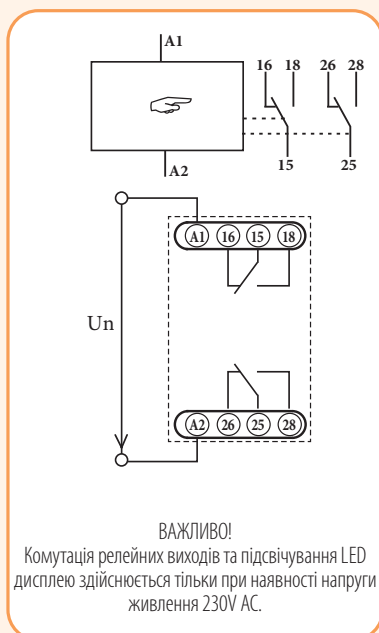 A1
16 18 26 28
A2
15 25
A1 16 15 18
Un
A2 26 25 28
ВАЖЛИВО!
Комутація релейних виходів та підсвічування LED
дисплею здійснюється тільки при наявності напруги
живлення 230V AC.